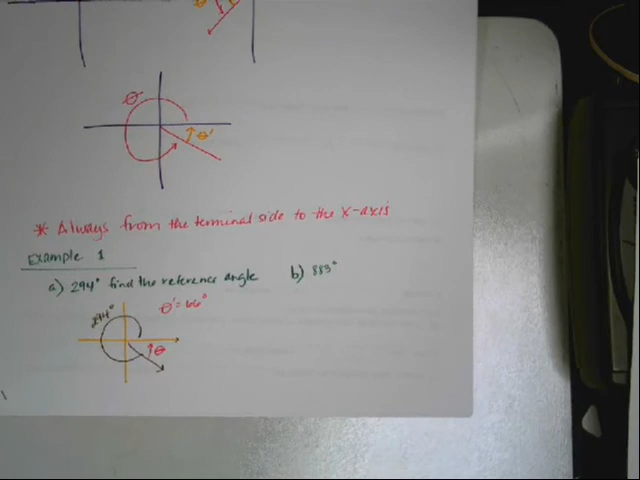 θ'
θ
θ'
* Always from the terminal side to the x-axis
Example 1
a) 294° find the reference angle b) 883°
θ' = 66°
294°
θ